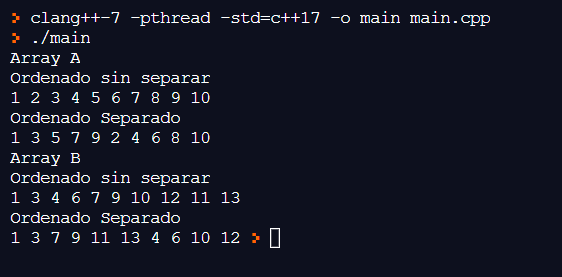 > clang++-7 -pthread -std=c++17 -o main main.cpp
> ./main
Array A
Ordenado sin separar
1 2 3 4 5 6 7 8 9 10
Ordenado Separado
1 3 5 7 9 2 4 6 8 10
Array B
Ordenado sin separar
1 3 4 6 7 9 10 12 11 13
Ordenado Separado
1 3 7 9 11 13 4 6 10 12 >